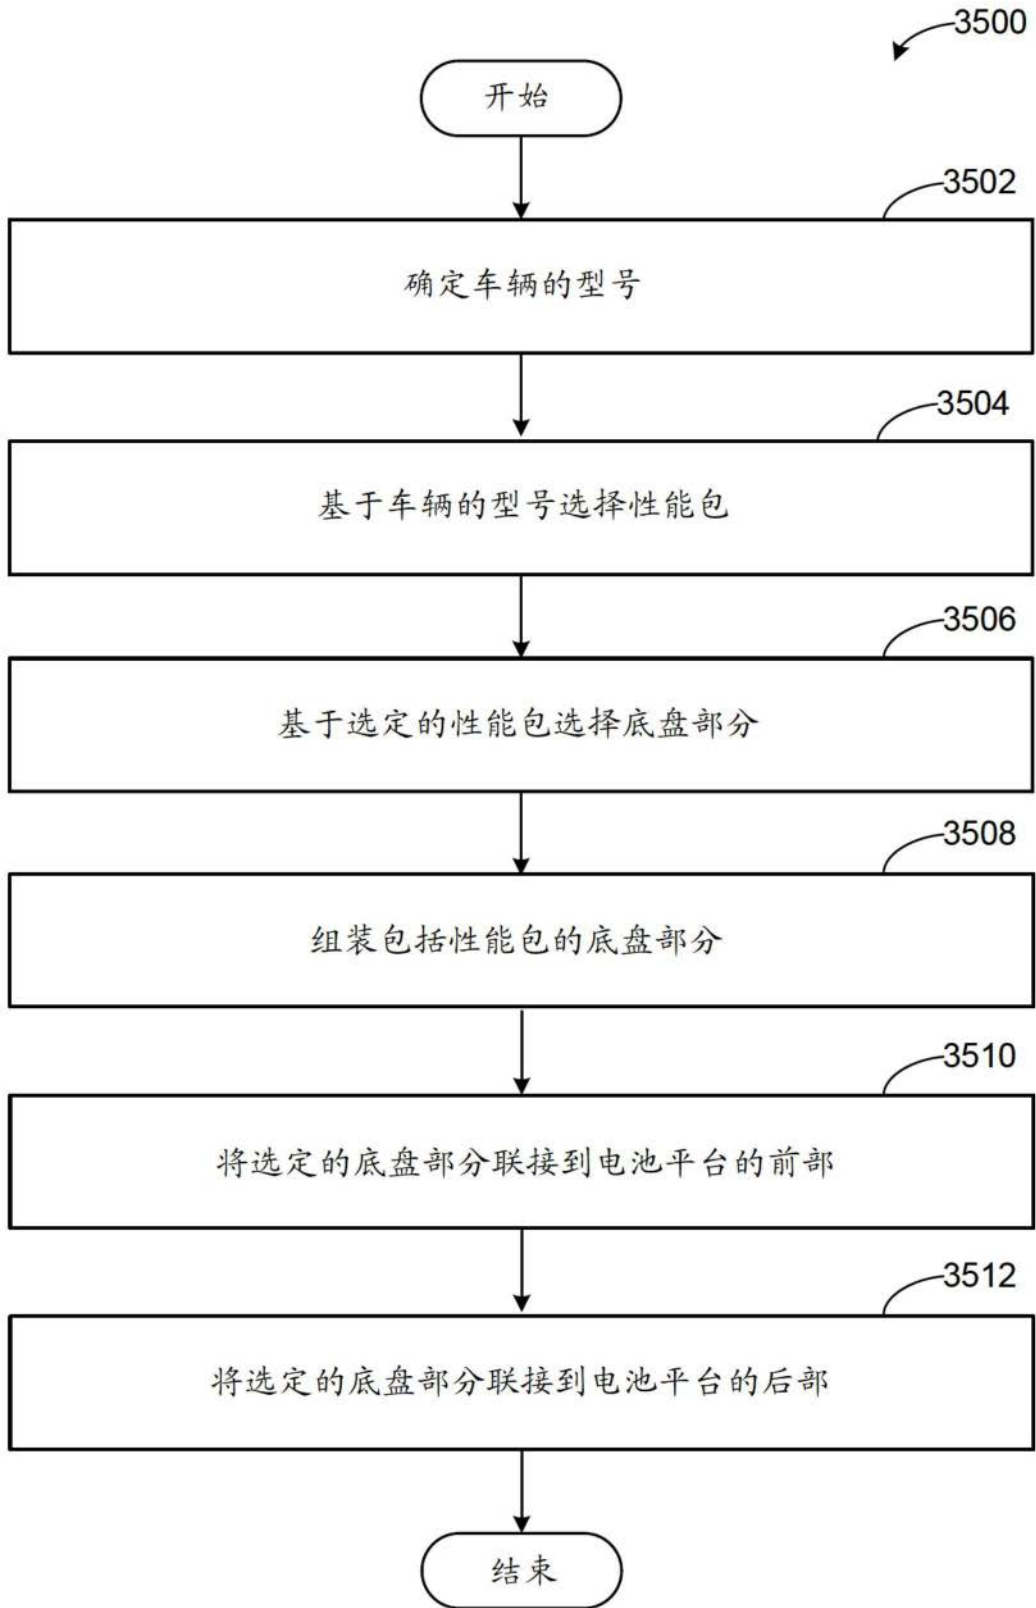 3500
开始
3502
确定车辆的型号
3504
基于车辆的型号选择性能包
3506
基于选定的性能包选择底盘部分
3508
组装包括性能包的底盘部分
3510
将选定的底盘部分联接到电池平台的前部
3512
将选定的底盘部分联接到电池平台的后部
结束